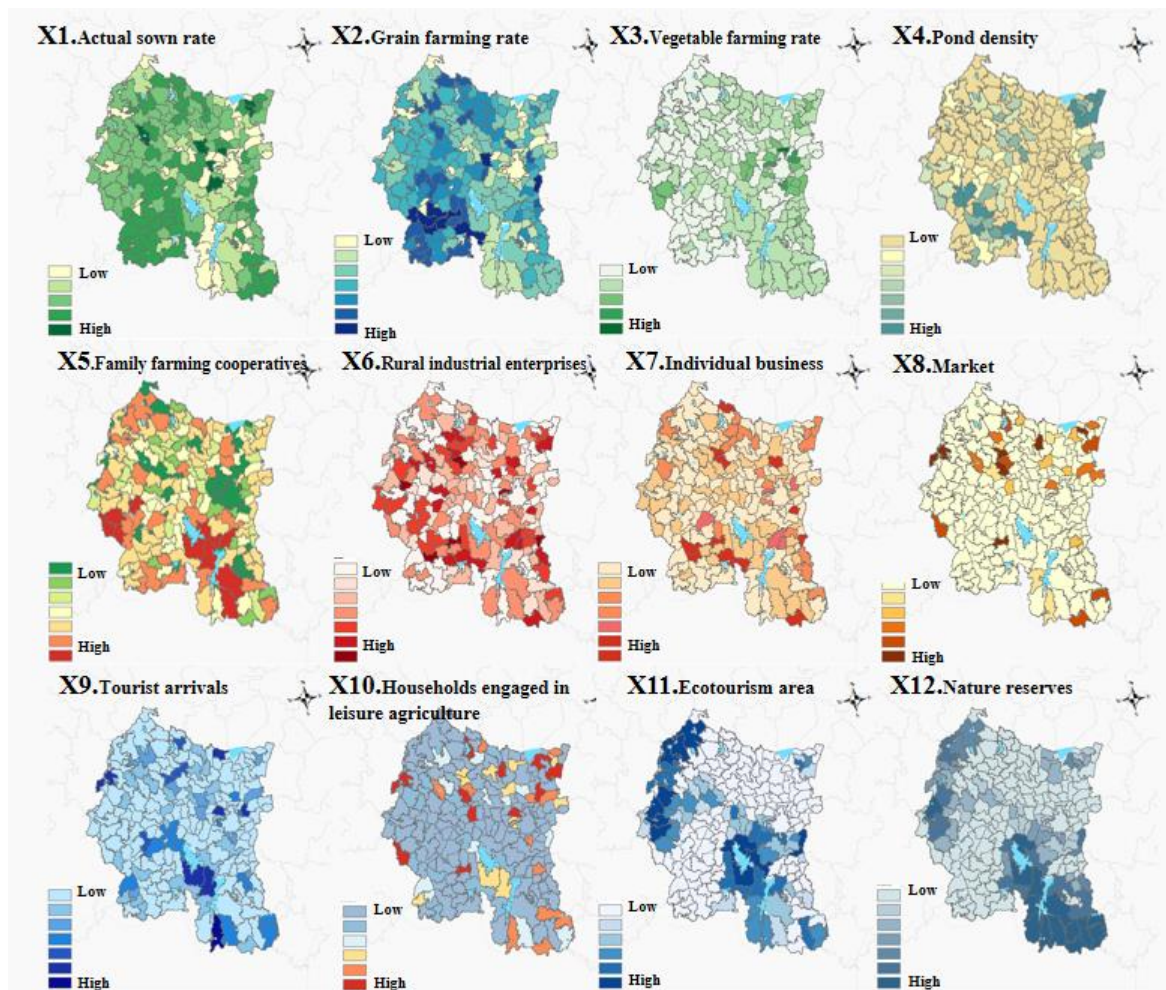 X1.Actual sown rate
X2.Grain farming rate
X3.Vegetable farming rate
X4.Pond density
Low
High
Low
High
Low
High
Low
High
X5.Family farming cooperatives
X6.Rural industrial enterprises
X7.Individual business
X8.Market
Low
High
Low
High
Low
High
Low
High
X9.Tourist arrivals
X10.Households engaged in
leisure agriculture
X11.Ecotourism area
X12.Nature reserves
Low
High
Low
High
Low
High
Low
High